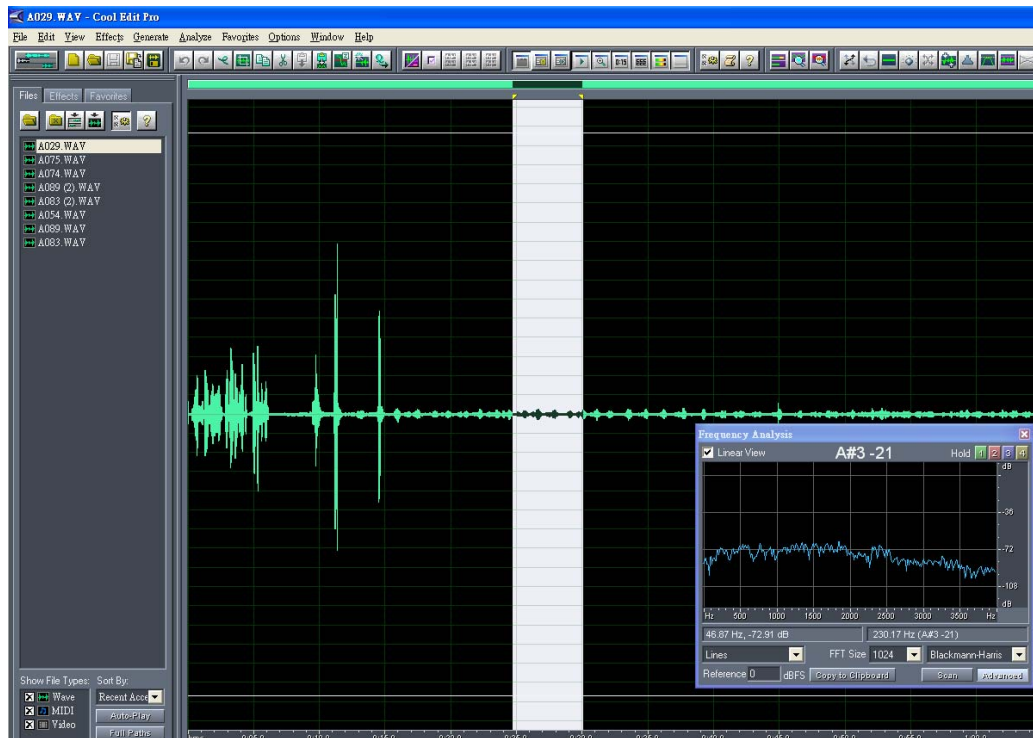 A029.WAV - Cool Edit Pro
File Edit View Effects Generate Analyze Favorites Options Window Help
Files Effects Favorites
A029.WAV
A075.WAV
A074.WAV
A089 (2).WAV
A083 (2).WAV
A054.WAV
A089.WAV
A083.WAV
Frequency Analysis
Linear View A#3 -21 Hold 1 2 3 4
dB
-36
-72
-108
dB
Hz 500 1000 1500 2000 2500 3000 3500 Hz
46.87 Hz, -72.91 dB 230.17 Hz (A#3 -21)
Lines FFT Size 1024 Blackmann-Harris
Reference 0 dBFS Copy to Clipboard Scan Advanced
Show File Types: Sort By:
Wave Recent Acce
MIDI Auto-Play
Video Full Paths